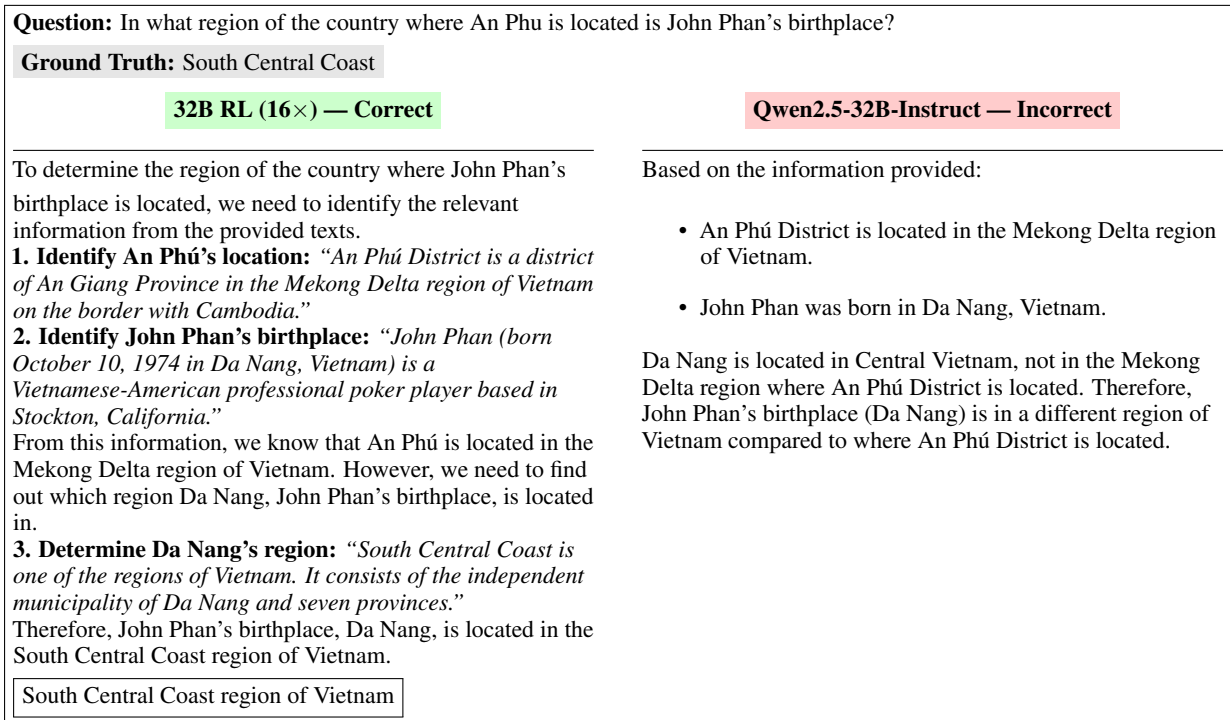 Question: In what region of the country where An Phu is located is John Phan’s birthplace?
Ground Truth: South Central Coast
32B RL (16×) — Correct
To determine the region of the country where John Phan’s
birthplace is located, we need to identify the relevant
information from the provided texts.
1. Identify An Phú’s location: “An Phú District is a district
of An Giang Province in the Mekong Delta region of Vietnam
on the border with Cambodia.”
2. Identify John Phan’s birthplace: “John Phan (born
October 10, 1974 in Da Nang, Vietnam) is a
Vietnamese-American professional poker player based in
Stockton, California.”
From this information, we know that An Phú is located in the
Mekong Delta region of Vietnam. However, we need to find
out which region Da Nang, John Phan’s birthplace, is located
in.
3. Determine Da Nang’s region: “South Central Coast is
one of the regions of Vietnam. It consists of the independent
municipality of Da Nang and seven provinces.”
Therefore, John Phan’s birthplace, Da Nang, is located in the
South Central Coast region of Vietnam.
South Central Coast region of Vietnam
Qwen2.5-32B-Instruct — Incorrect
Based on the information provided:
• An Phú District is located in the Mekong Delta region
of Vietnam.
• John Phan was born in Da Nang, Vietnam.
Da Nang is located in Central Vietnam, not in the Mekong
Delta region where An Phú District is located. Therefore,
John Phan’s birthplace (Da Nang) is in a different region of
Vietnam compared to where An Phú District is located.